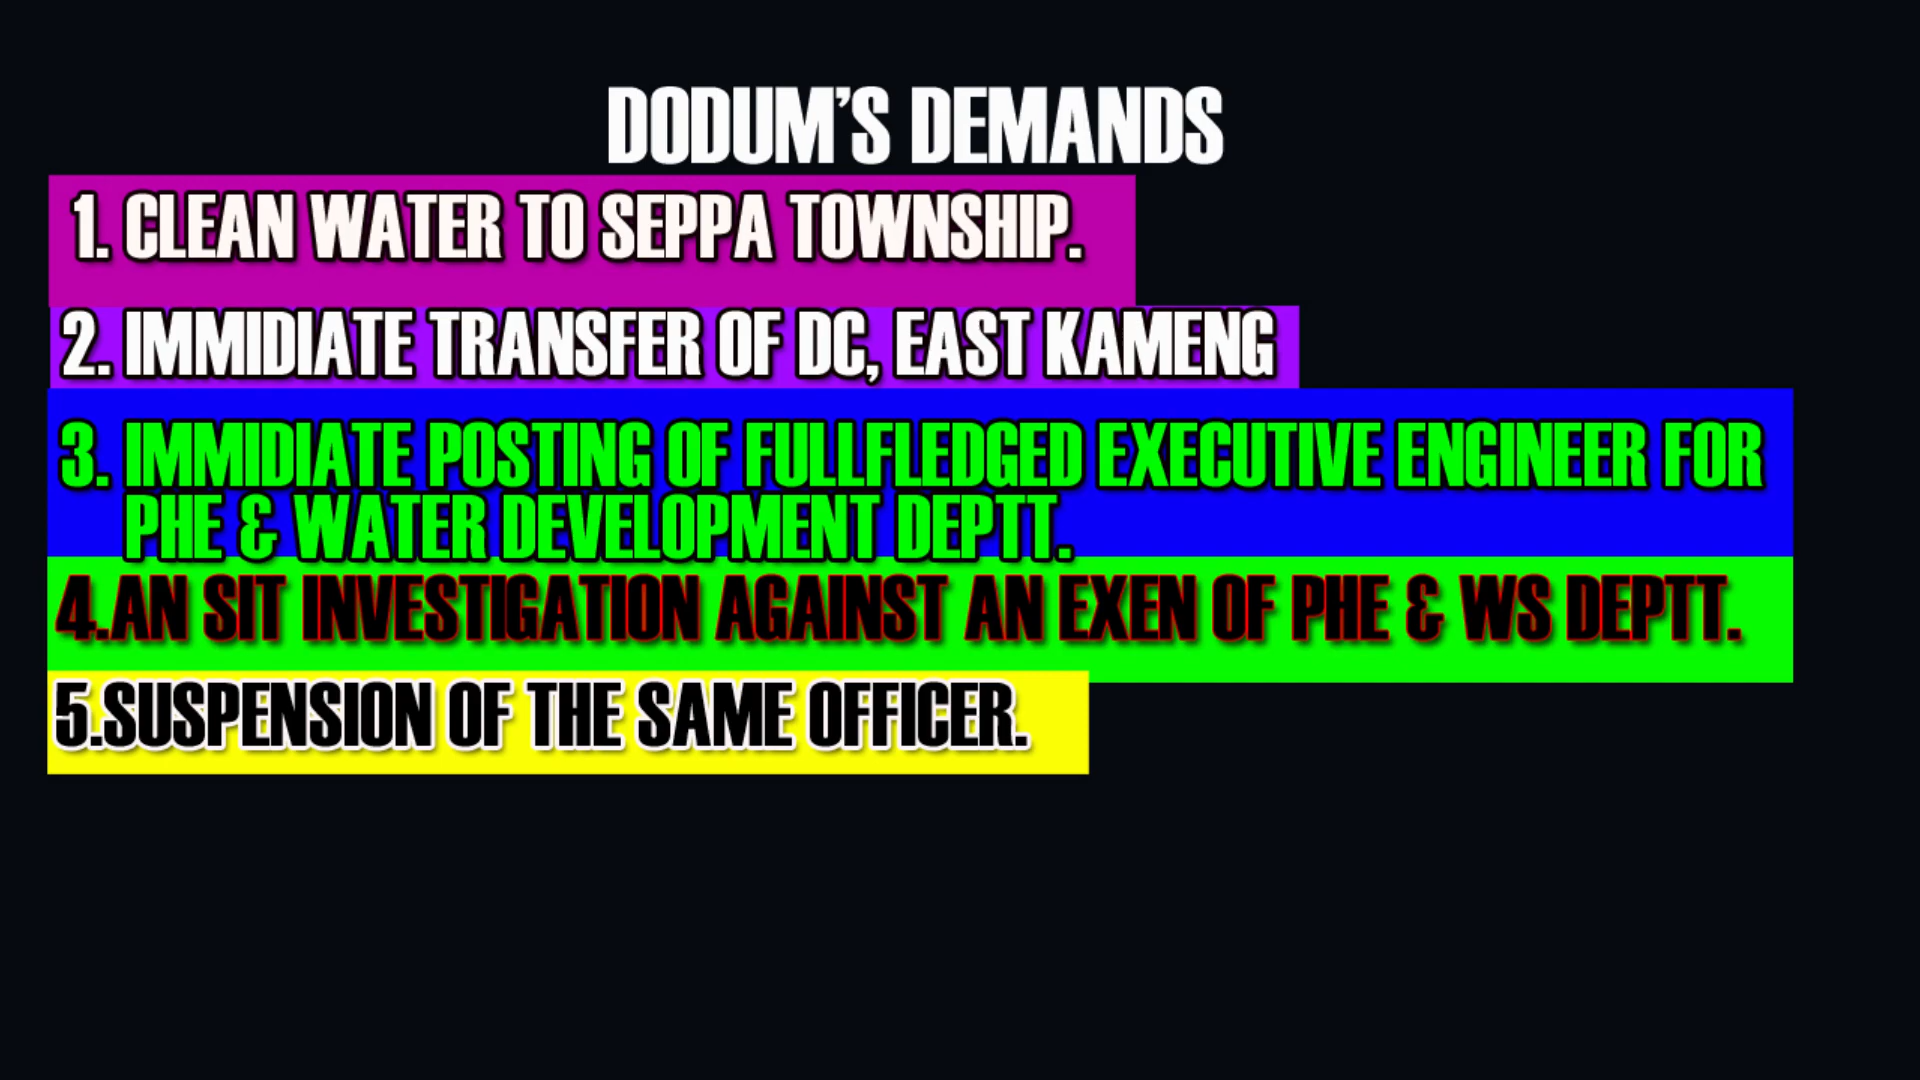 DODUM'S DEMANDS
1. CLEAN WATER TO SEPPA TOWNSHIP.
2. IMMIDIATE TRANSFER OF DC, EAST KAMENG
3. IMMIDIATE POSTING OF FULLFLEDGED EXECUTIVE ENGINEER FOR
PHE & WATER DEVELOPMENT DEPTT.
4.AN SIT INVESTIGATION AGAINST AN EXEN OF PHE & WS DEPTT.
5.SUSPENSION OF THE SAME OFFICER.